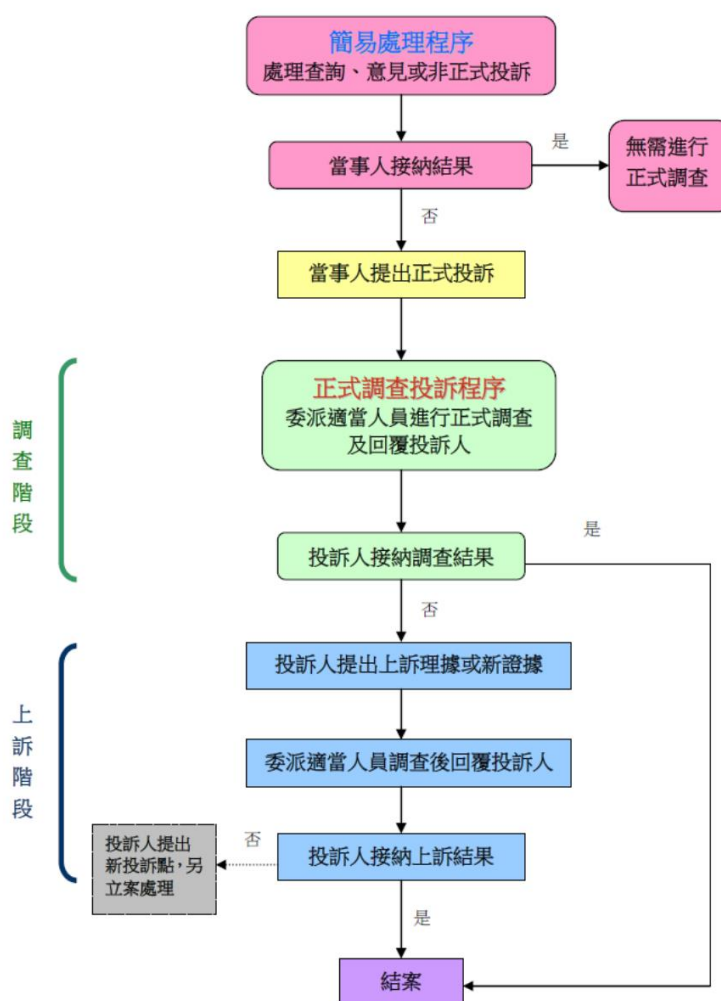 簡易處理程序
處理查詢、意見或非正式投訴
是
無需進行
正式調查
當事人接納結果
否
當事人提出正式投訴
調查階段
正式調查投訴程序
委派適當人員進行正式調查
及回覆投訴人
是
投訴人接納調查結果
否
上訴階段
投訴人提出上訴理據或新證據
委派適當人員調查後回覆投訴人
投訴人接納上訴結果
否
投訴人提出
新投訴點，另
立案處理
是
結案